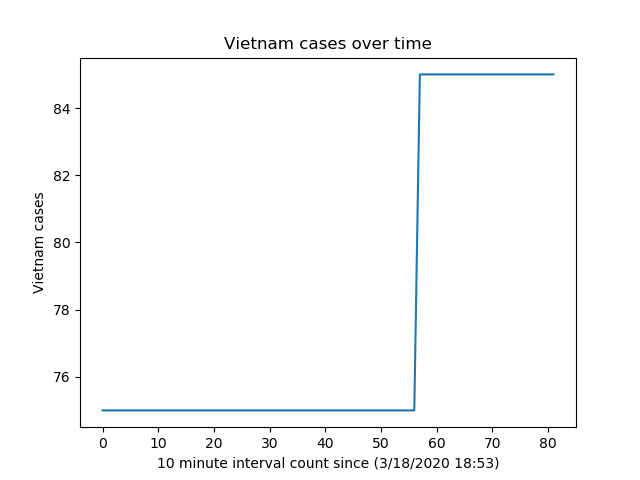 Vietnam cases over time
84
82
80
78
76
Vietnam cases
0 10 20 30 40 50 60 70 80
10 minute interval count since (3/18/2020 18:53)